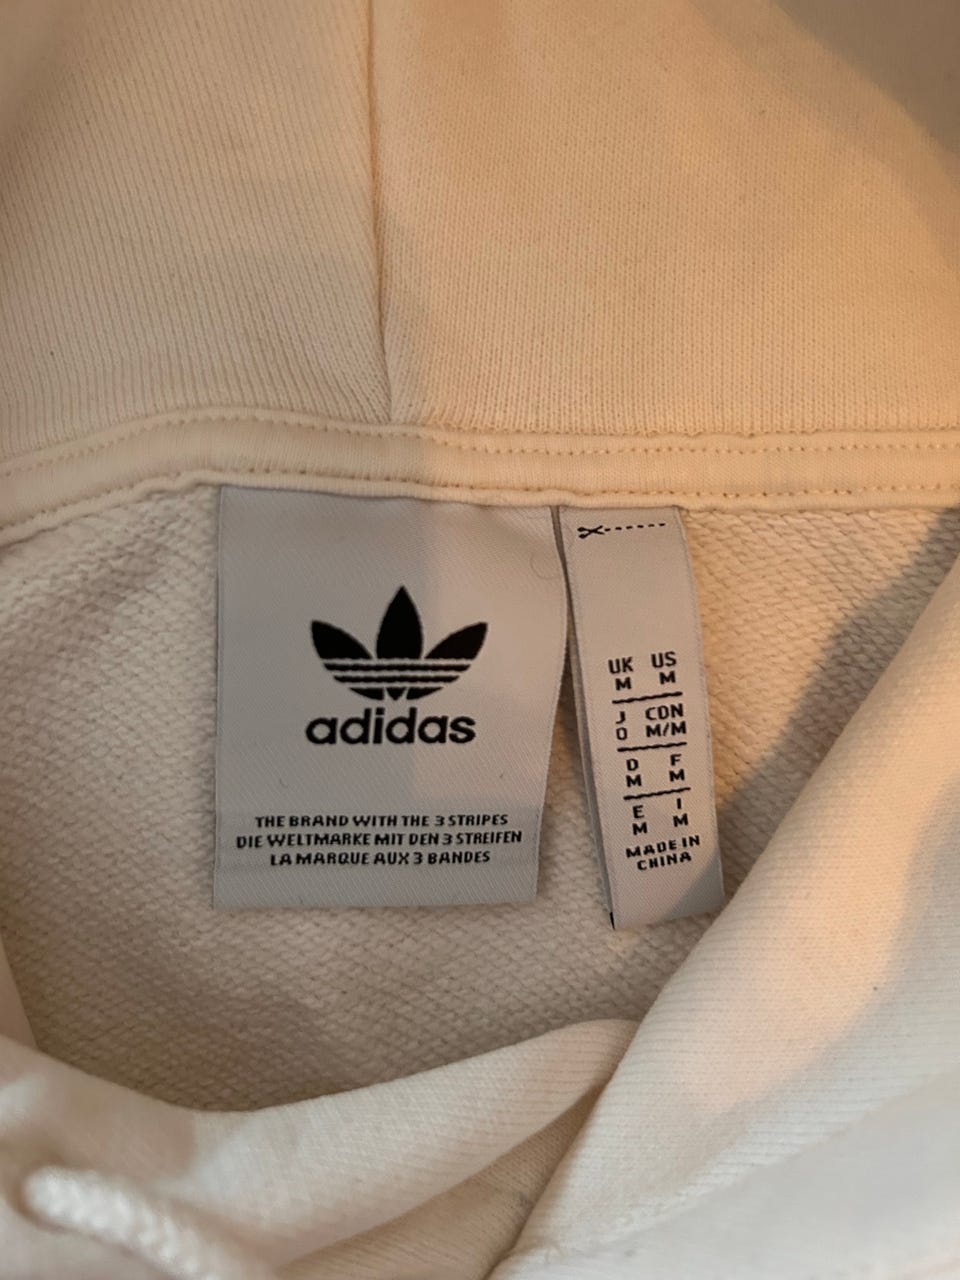 adidas
THE BRAND WITH THE 3 STRIPES
DIE WELTMARKE MIT DEN 3 STREIFEN
LA MARQUE AUX 3 BANDES
UK US
M M
J CDN
O M/M
D F
M M
E I
M M
MADE IN
CHINA